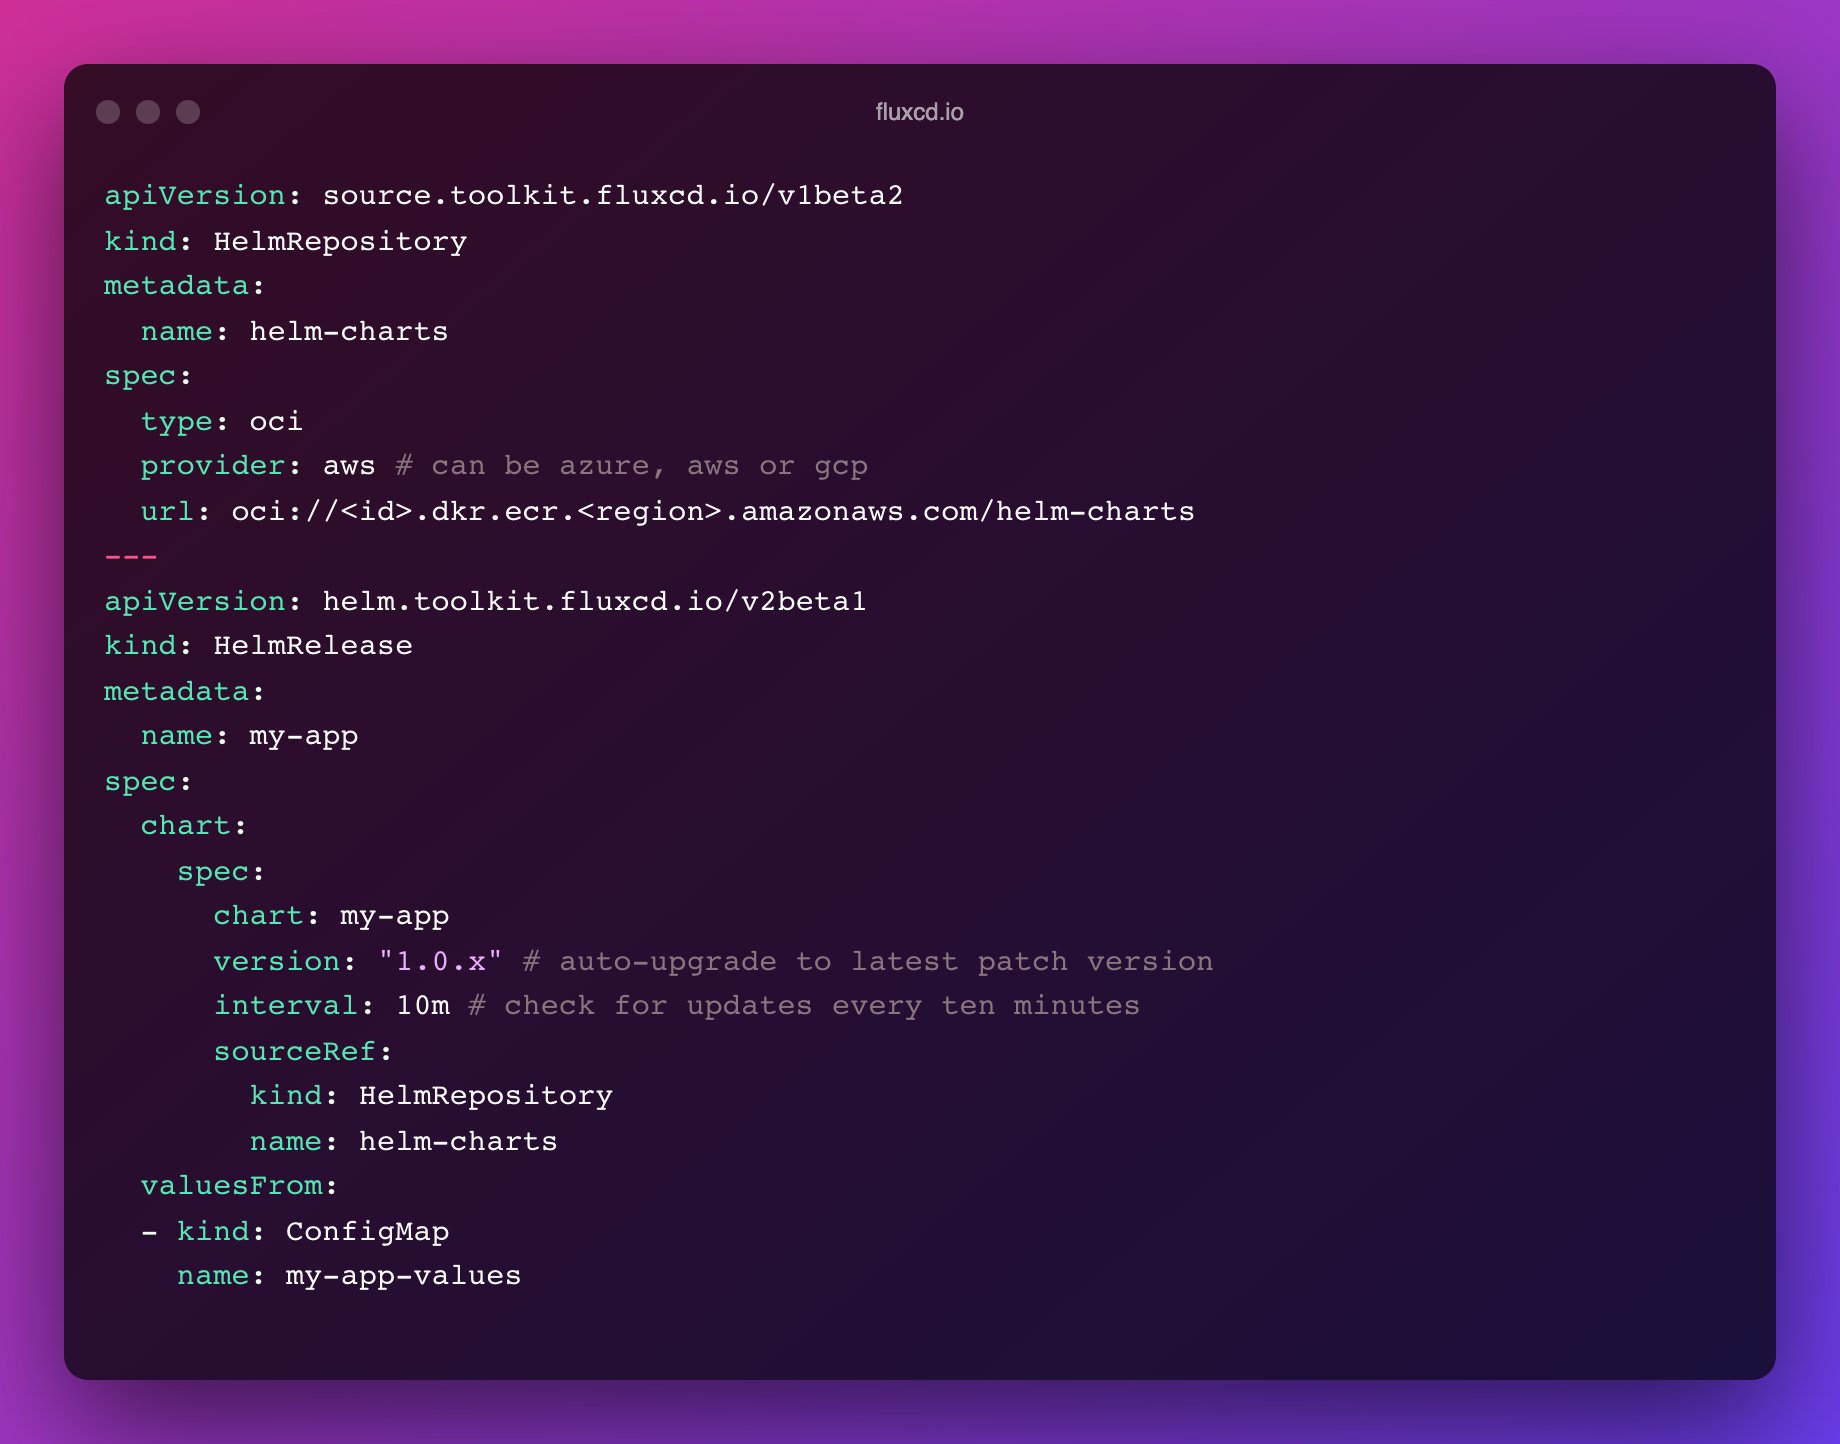 fluxcd.io
apiVersion: source.toolkit.fluxcd.io/v1beta2
kind: HelmRepository
metadata:
  name: helm-charts
spec:
  type: oci
  provider: aws # can be azure, aws or gcp
  url: oci://<id>.dkr.ecr.<region>.amazonaws.com/helm-charts
---
apiVersion: helm.toolkit.fluxcd.io/v2beta1
kind: HelmRelease
metadata:
  name: my-app
spec:
  chart:
    spec:
      chart: my-app
      version: "1.0.x" # auto-upgrade to latest patch version
      interval: 10m # check for updates every ten minutes
      sourceRef:
        kind: HelmRepository
        name: helm-charts
  valuesFrom:
  - kind: ConfigMap
    name: my-app-values